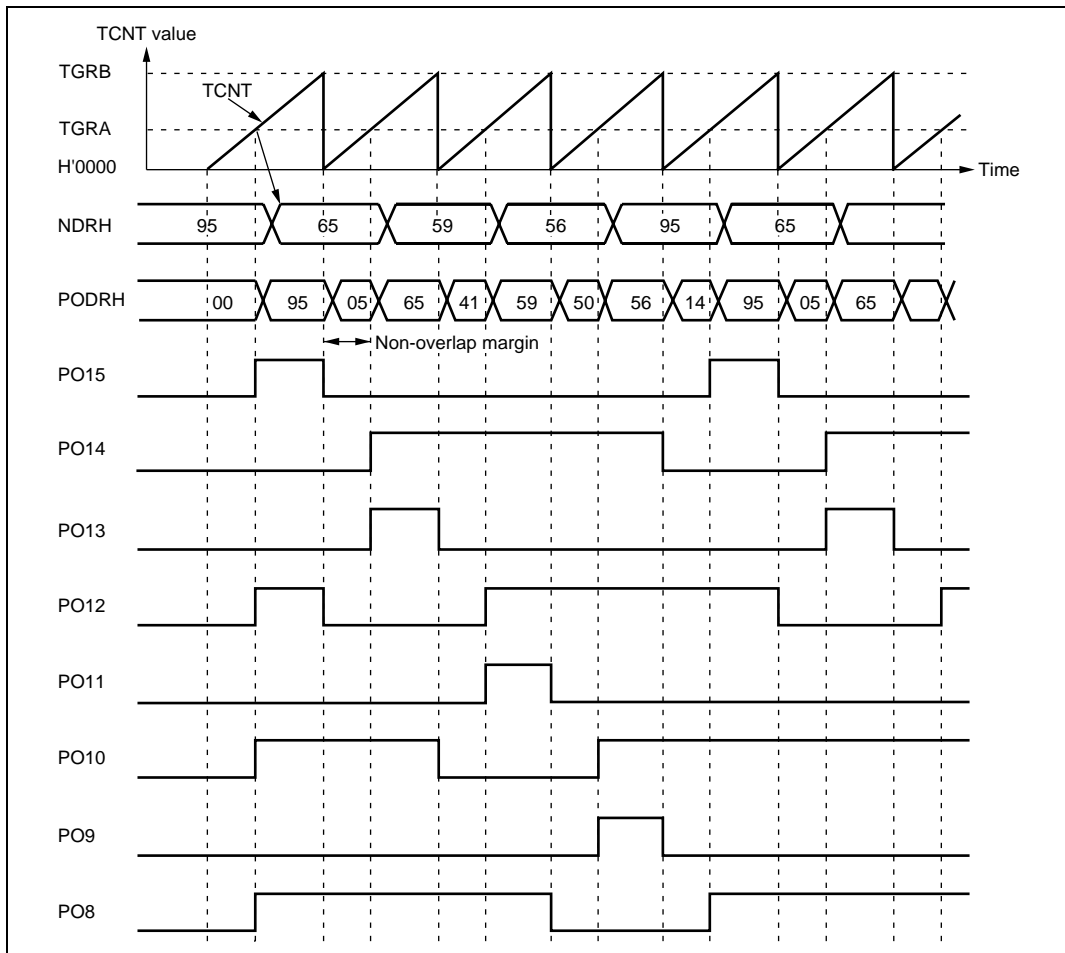 TCNT value
TGRB
TCNT
TGRA
H'0000
Time
NDRH 95 65 59 56 95 65
PODRH 00 95 05 65 41 59 50 56 14 95 05 65
Non-overlap margin
PO15
PO14
PO13
PO12
PO11
PO10
PO9
PO8